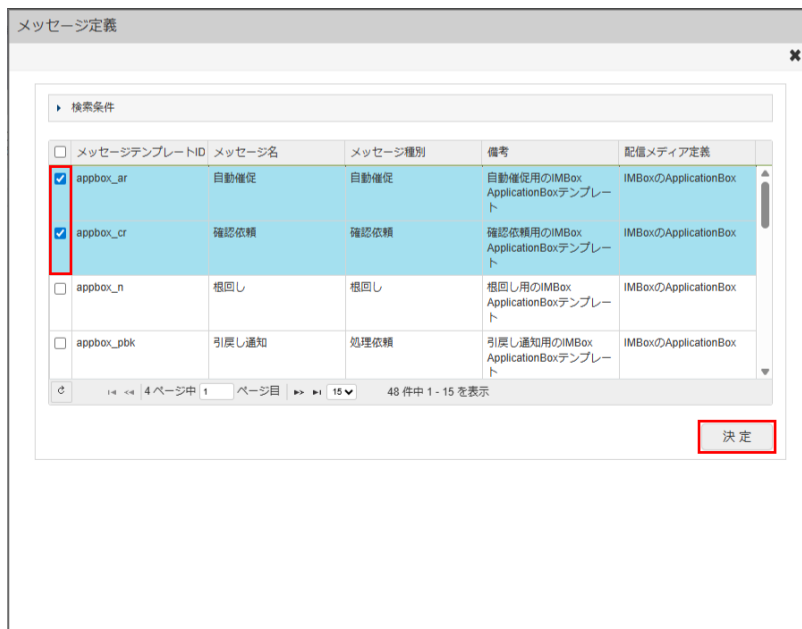 メッセージ定義
検索条件
メッセージテンプレートID メッセージ名 メッセージ種別 備考 配信メディア定義
appbox_ar 自動催促 自動催促 自動催促用のIMBox IMBoxのApplicationBox
ApplicationBoxテンプレー
ト
appbox_cr 確認依頼 確認依頼 確認依頼用のIMBox IMBoxのApplicationBox
ApplicationBoxテンプレー
ト
appbox_n 根回し 根回し 根回し用のIMBox IMBoxのApplicationBox
ApplicationBoxテンプレー
ト
appbox_pbk 引戻し通知 処理依頼 引戻し通知用のIMBox IMBoxのApplicationBox
ApplicationBoxテンプレー
ト
4 ページ中 1 ページ目 15 48 件中 1 - 15 を表示
決定